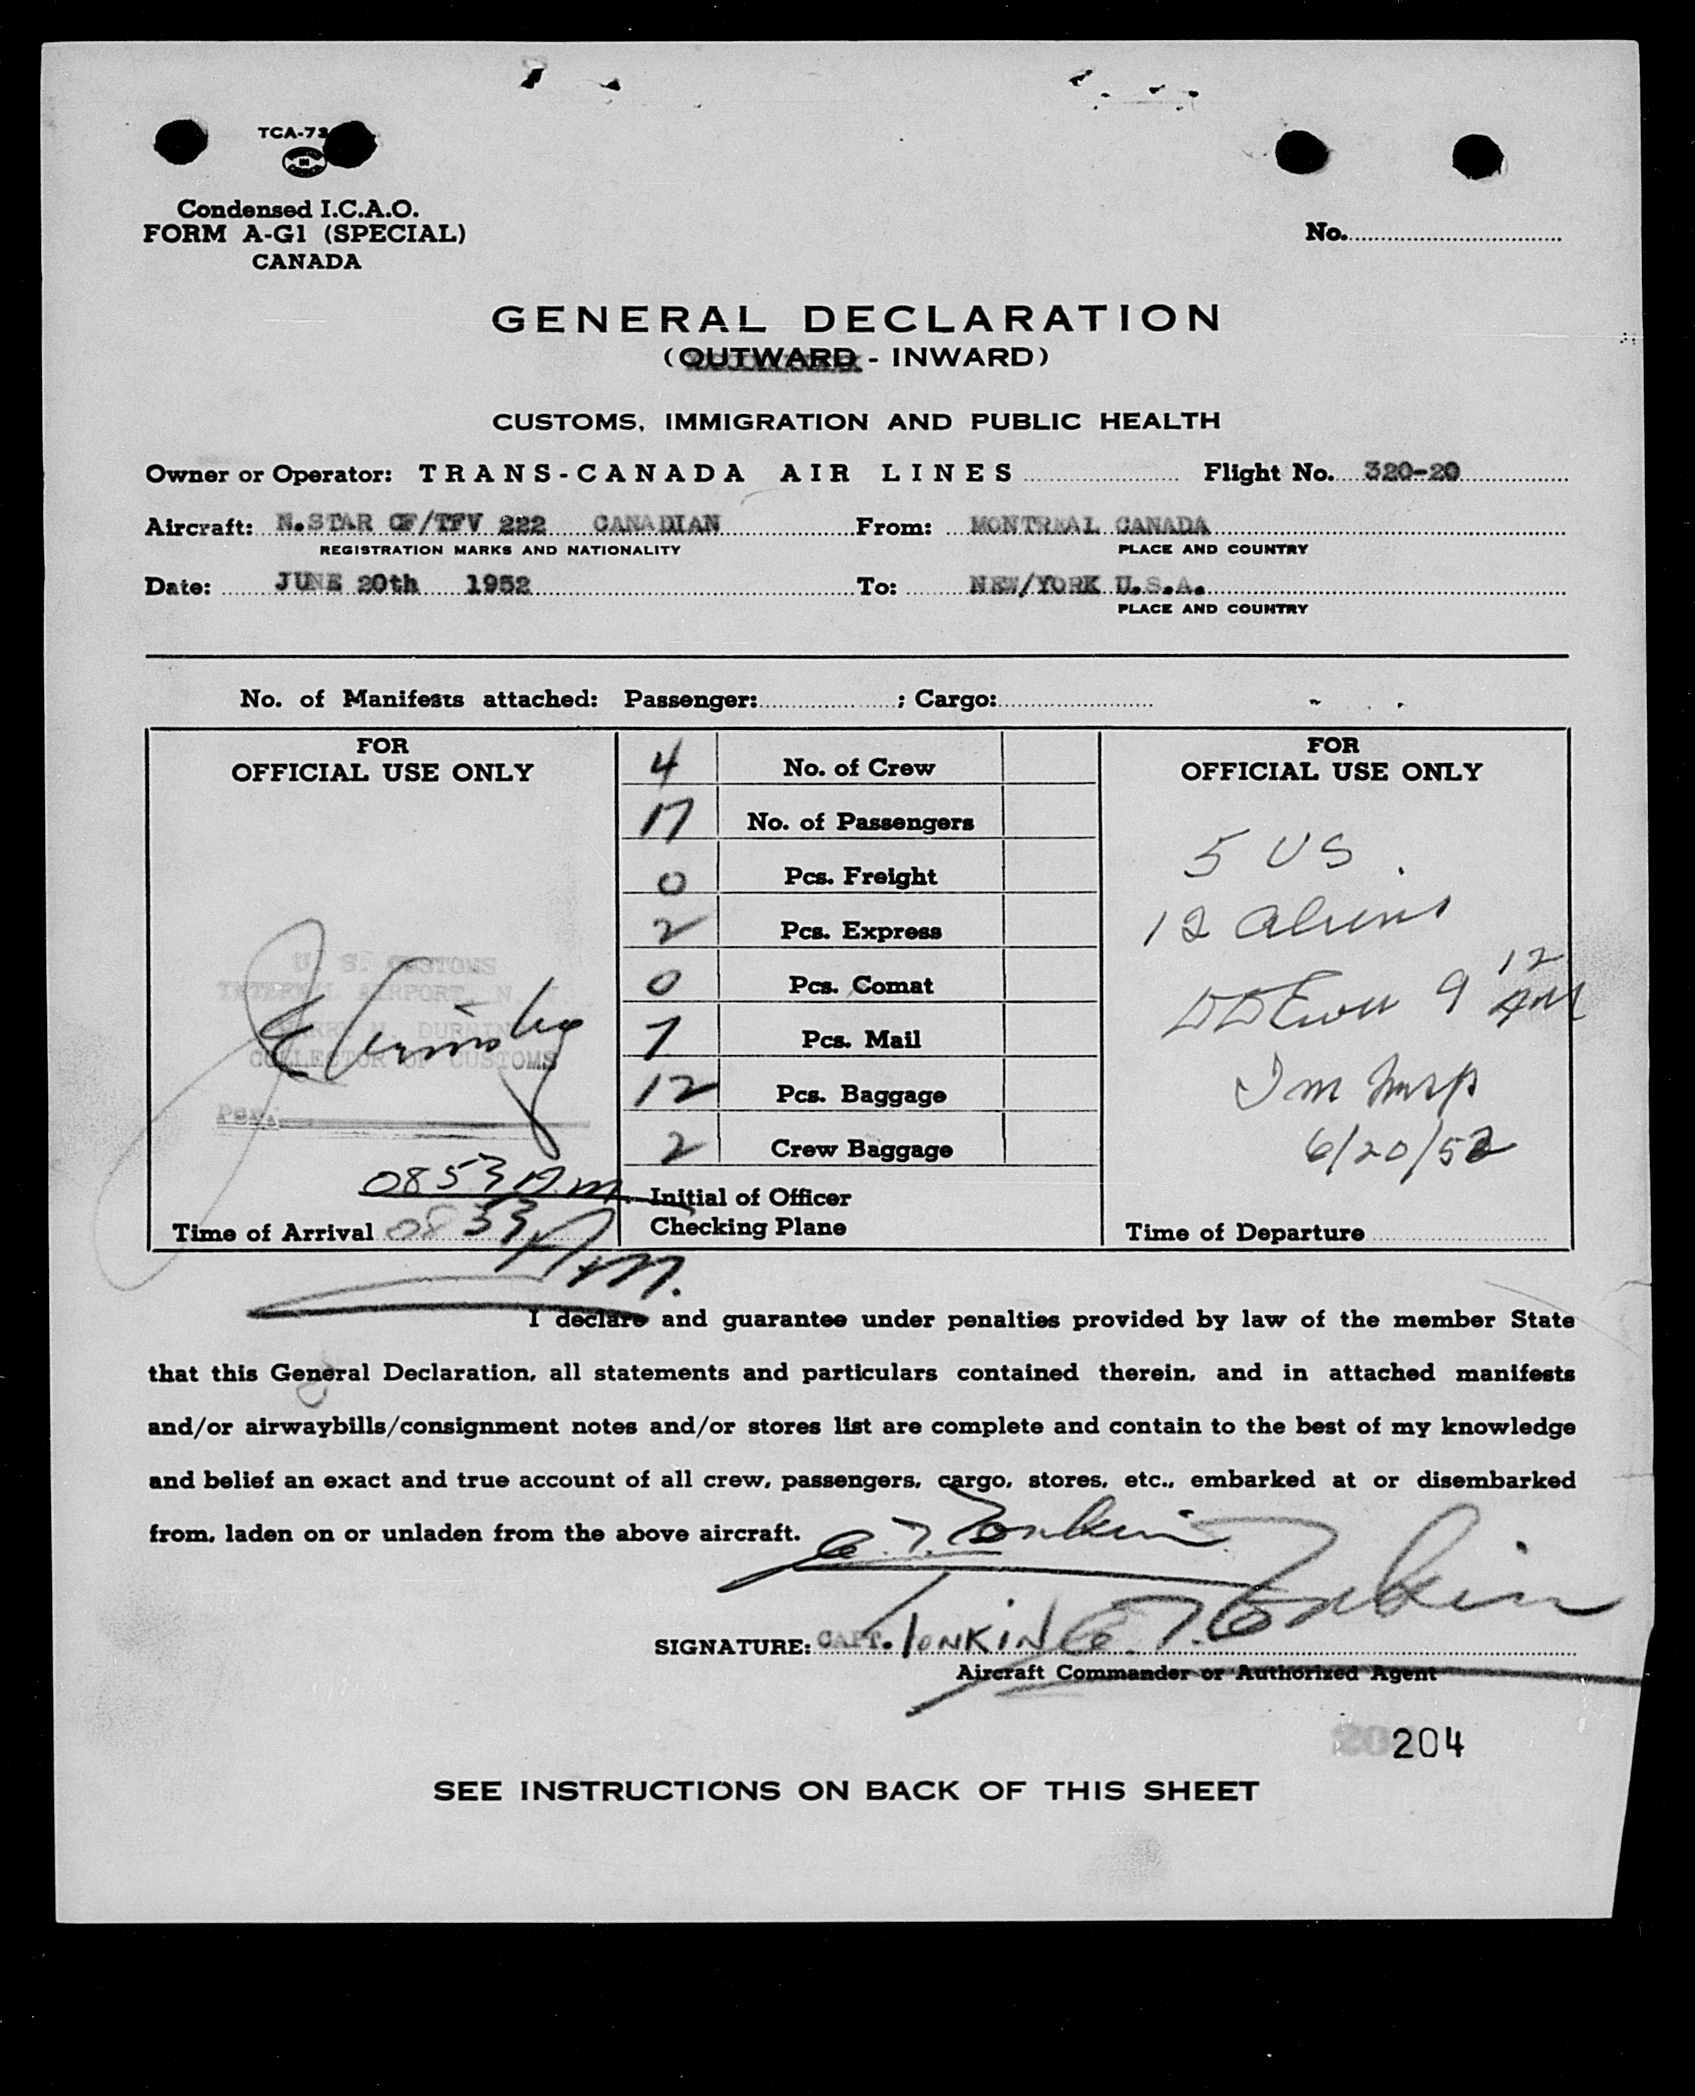 TCA-73
Condensed I.C.A.O.
FORM A-G1 (SPECIAL)
CANADA
No.
GENERAL DECLARATION
(OUTWARD - INWARD)
CUSTOMS, IMMIGRATION AND PUBLIC HEALTH
Owner or Operator: TRANS-CANADA AIR LINES Flight No. 320-20
Aircraft: N.STAR CF/TFV 222 CANADIAN From: MONTREAL CANADA
REGISTRATION MARKS AND NATIONALITY PLACE AND COUNTRY
Date: JUNE 20th 1952 To: NEW/YORK U.S.A.
PLACE AND COUNTRY
No. of Manifests attached: Passenger: ; Cargo:
FOR
OFFICIAL USE ONLY
U. S. CUSTOMS
AIRPORT, N.
COLLECTOR OF CUSTOMS
0853 A.m.
Time of Arrival 0853 A.M.
4 No. of Crew
17 No. of Passengers
0 Pcs. Freight
2 Pcs. Express
0 Pcs. Comat
7 Pcs. Mail
12 Pcs. Baggage
2 Crew Baggage
Initial of Officer
Checking Plane
FOR
OFFICIAL USE ONLY
5 US
12 aliens
9 12 AM
Im Insp
6/20/52
Time of Departure
I declare and guarantee under penalties provided by law of the member State
that this General Declaration, all statements and particulars contained therein, and in attached manifests
and/or airwaybills/consignment notes and/or stores list are complete and contain to the best of my knowledge
and belief an exact and true account of all crew, passengers, cargo, stores, etc., embarked at or disembarked
from, laden on or unladen from the above aircraft. G. T. Tonkin
SIGNATURE: CAPT. TONKIN G. T. Tonkin
Aircraft Commander or Authorized Agent
204
SEE INSTRUCTIONS ON BACK OF THIS SHEET